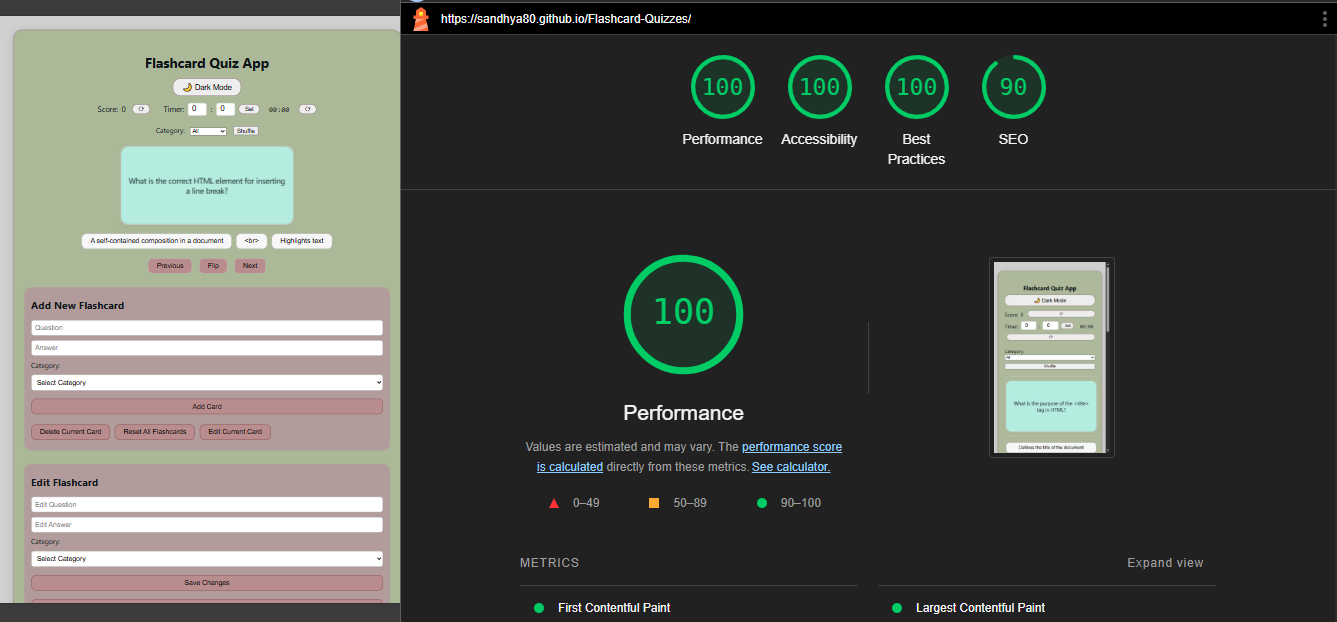 Flashcard Quiz App
🌙 Dark Mode
Score: 0 ⟳ Timer: 0 : 0 Set 00:00 ⟳
Category: All Shuffle
What is the correct HTML element for inserting
a line break?
A self-contained composition in a document <br> Highlights text
Previous Flip Next
Add New Flashcard
Question
Answer
Category:
Select Category
Add Card
Delete Current Card Reset All Flashcards Edit Current Card
Edit Flashcard
Edit Question
Edit Answer
Category:
Select Category
Save Changes
https://sandhya80.github.io/Flashcard-Quizzes/
100 100 100 90
Performance Accessibility Best SEO
Practices
100
Performance
Values are estimated and may vary. The performance score
is calculated directly from these metrics. See calculator.
0–49 50–89 90–100
Flashcard Quiz App
🌙 Dark Mode
Score: 0 ⟳
Timer: 0 : 0 Set 00:00
⟳
Category:
All
Shuffle
What is the purpose of the <title>
tag in HTML?
Defines the title of the document
METRICS Expand view
First Contentful Paint Largest Contentful Paint